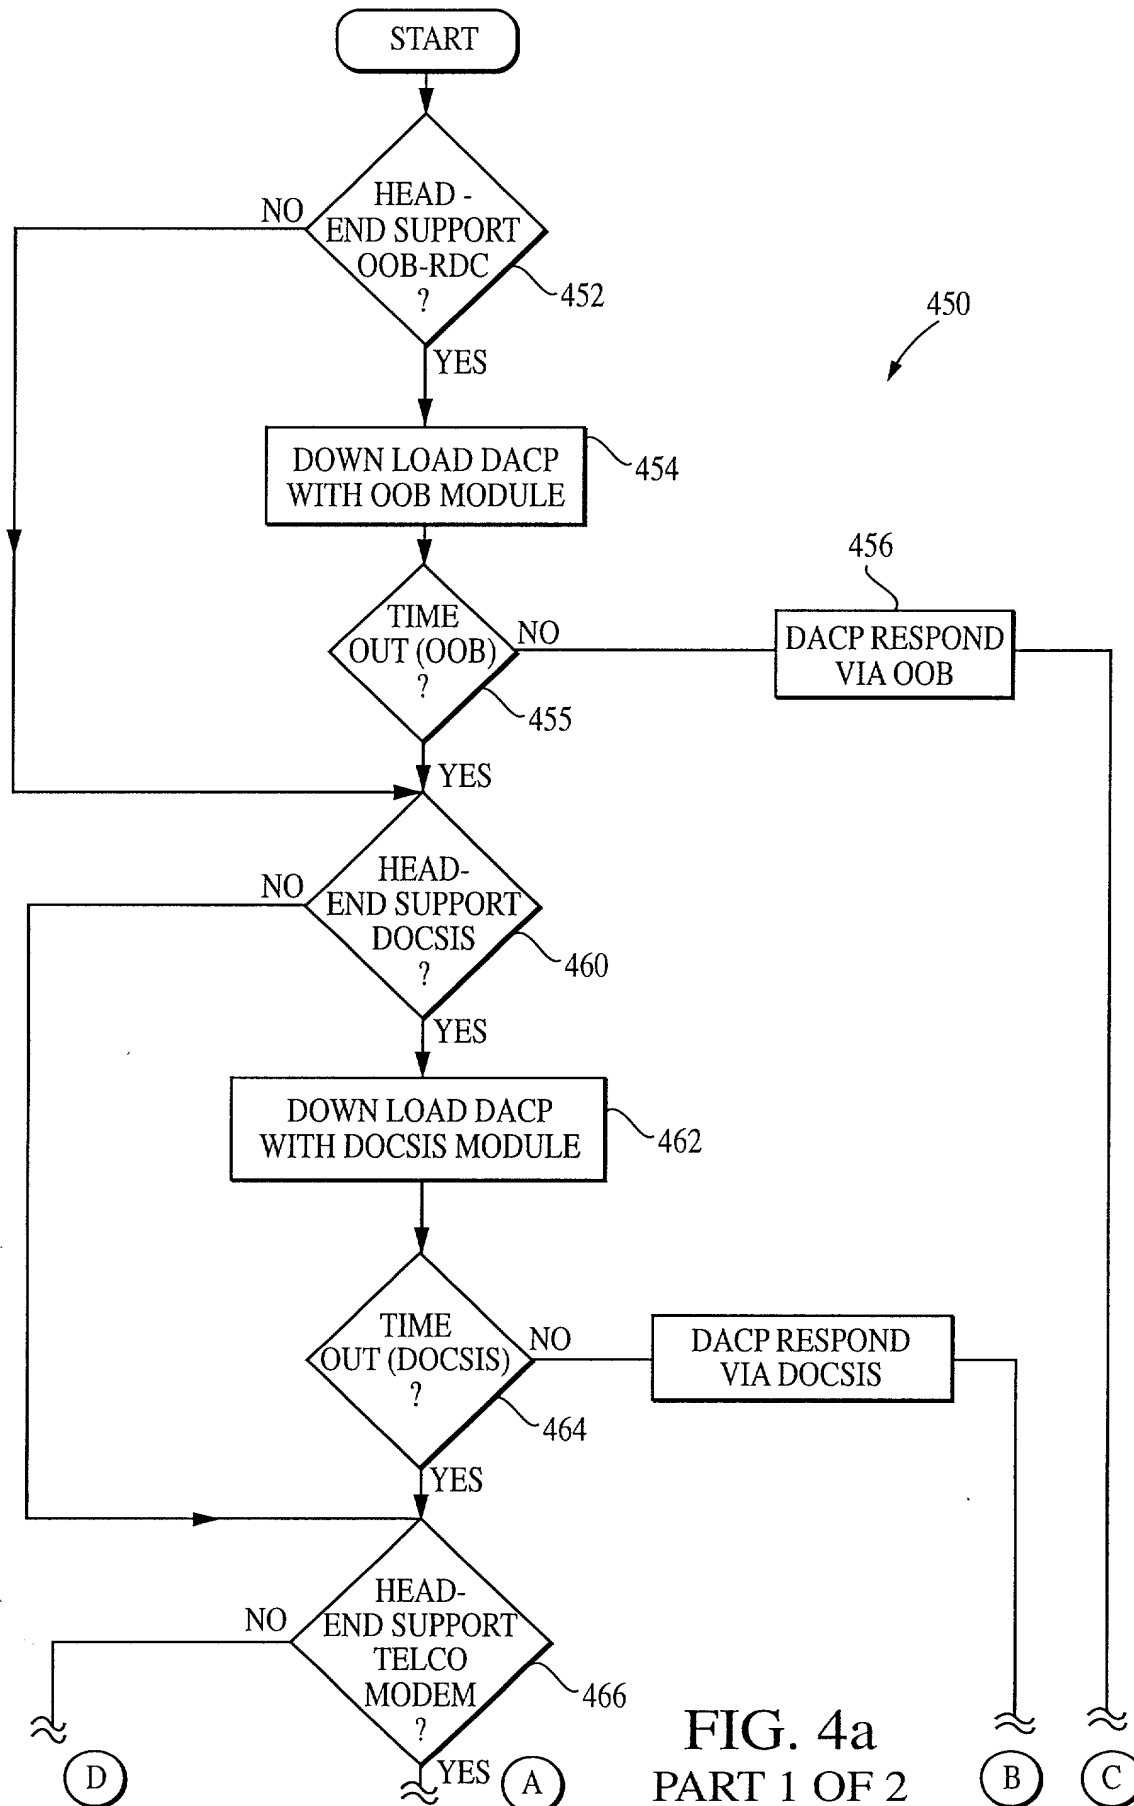 START
HEAD -
END SUPPORT
OOB-RDC
?
NO
452
450
YES
DOWN LOAD DACP
WITH OOB MODULE
454
456
TIME
OUT (OOB)
?
NO
DACP RESPOND
VIA OOB
455
YES
HEAD-
END SUPPORT
DOCSIS
?
NO
460
YES
DOWN LOAD DACP
WITH DOCSIS MODULE
462
TIME
OUT (DOCSIS)
?
NO
DACP RESPOND
VIA DOCSIS
464
YES
HEAD-
END SUPPORT
TELCO
MODEM
?
NO
466
YES
D
A
FIG. 4a
PART 1 OF 2
B
C